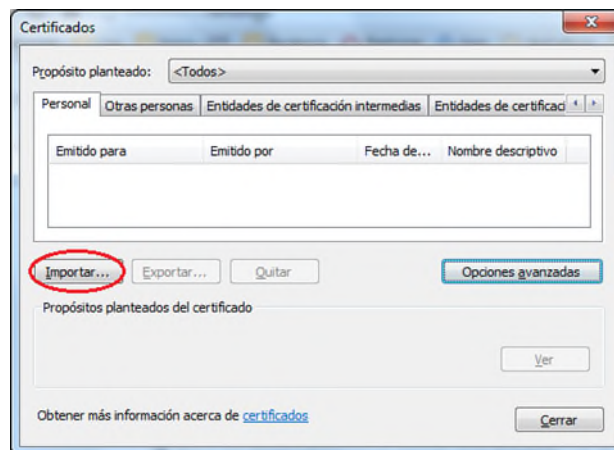 Certificados
Propósito planteado: <Todos>
Personal Otras personas Entidades de certificación intermedias Entidades de certificac
Emitido para Emitido por Fecha de... Nombre descriptivo
Importar... Exportar... Quitar Opciones avanzadas
Propósitos planteados del certificado
Ver
Obtener más información acerca de certificados
Cerrar